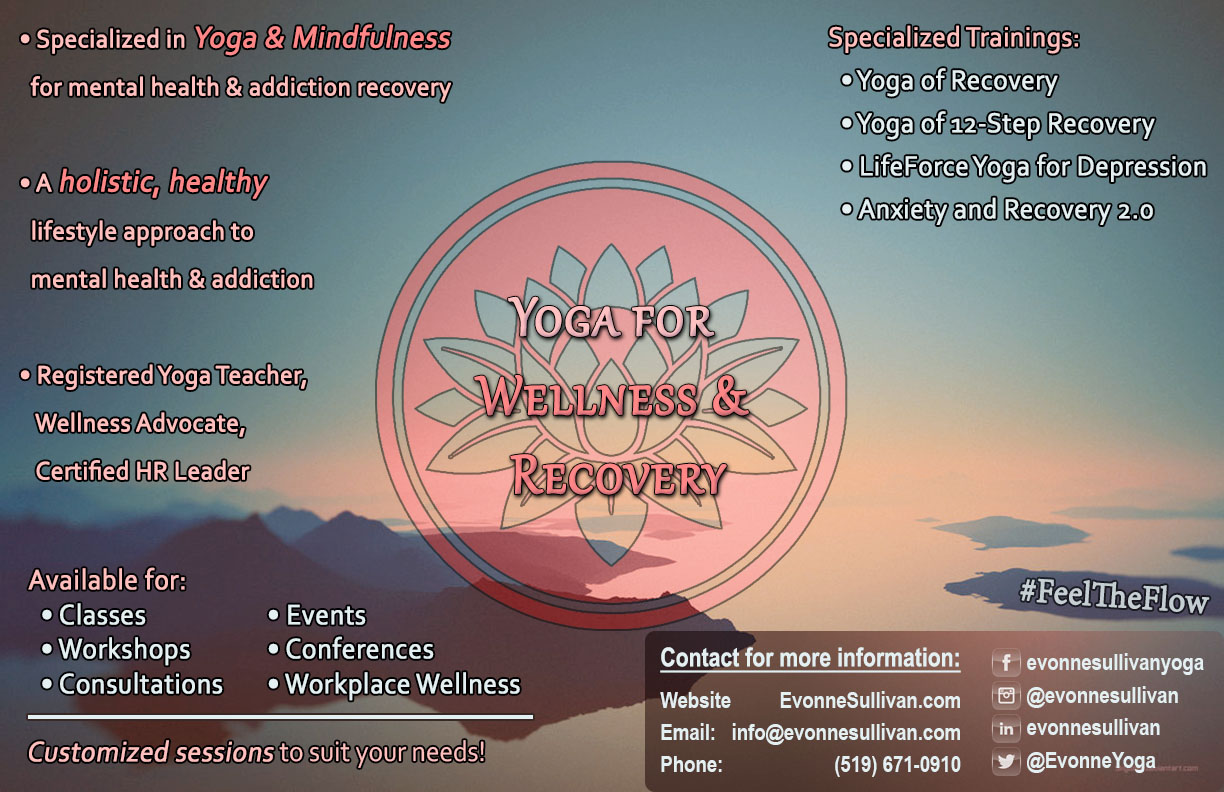 • Specialized in Yoga & Mindfulness
for mental health & addiction recovery
• A holistic, healthy
lifestyle approach to
mental health & addiction
• Registered Yoga Teacher,
Wellness Advocate,
Certified HR Leader
Specialized Trainings:
• Yoga of Recovery
• Yoga of 12-Step Recovery
• LifeForce Yoga for Depression
• Anxiety and Recovery 2.0
Yoga for
Wellness &
Recovery
Available for:
• Classes
• Workshops
• Consultations
• Events
• Conferences
• Workplace Wellness
Customized sessions to suit your needs!
#FeelTheFlow
Contact for more information:
Website EvonneSullivan.com
Email: info@evonnesullivan.com
Phone: (519) 671-0910
evonnesullivanyoga
@evonnesullivan
evonnesullivan
@EvonneYoga